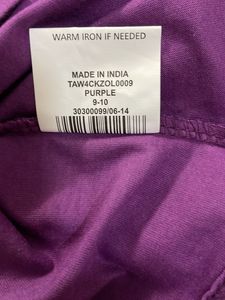 WARM IRON IF NEEDED
MADE IN INDIA
TAW4CKZOL0009
PURPLE
9-10
30300099/06-14